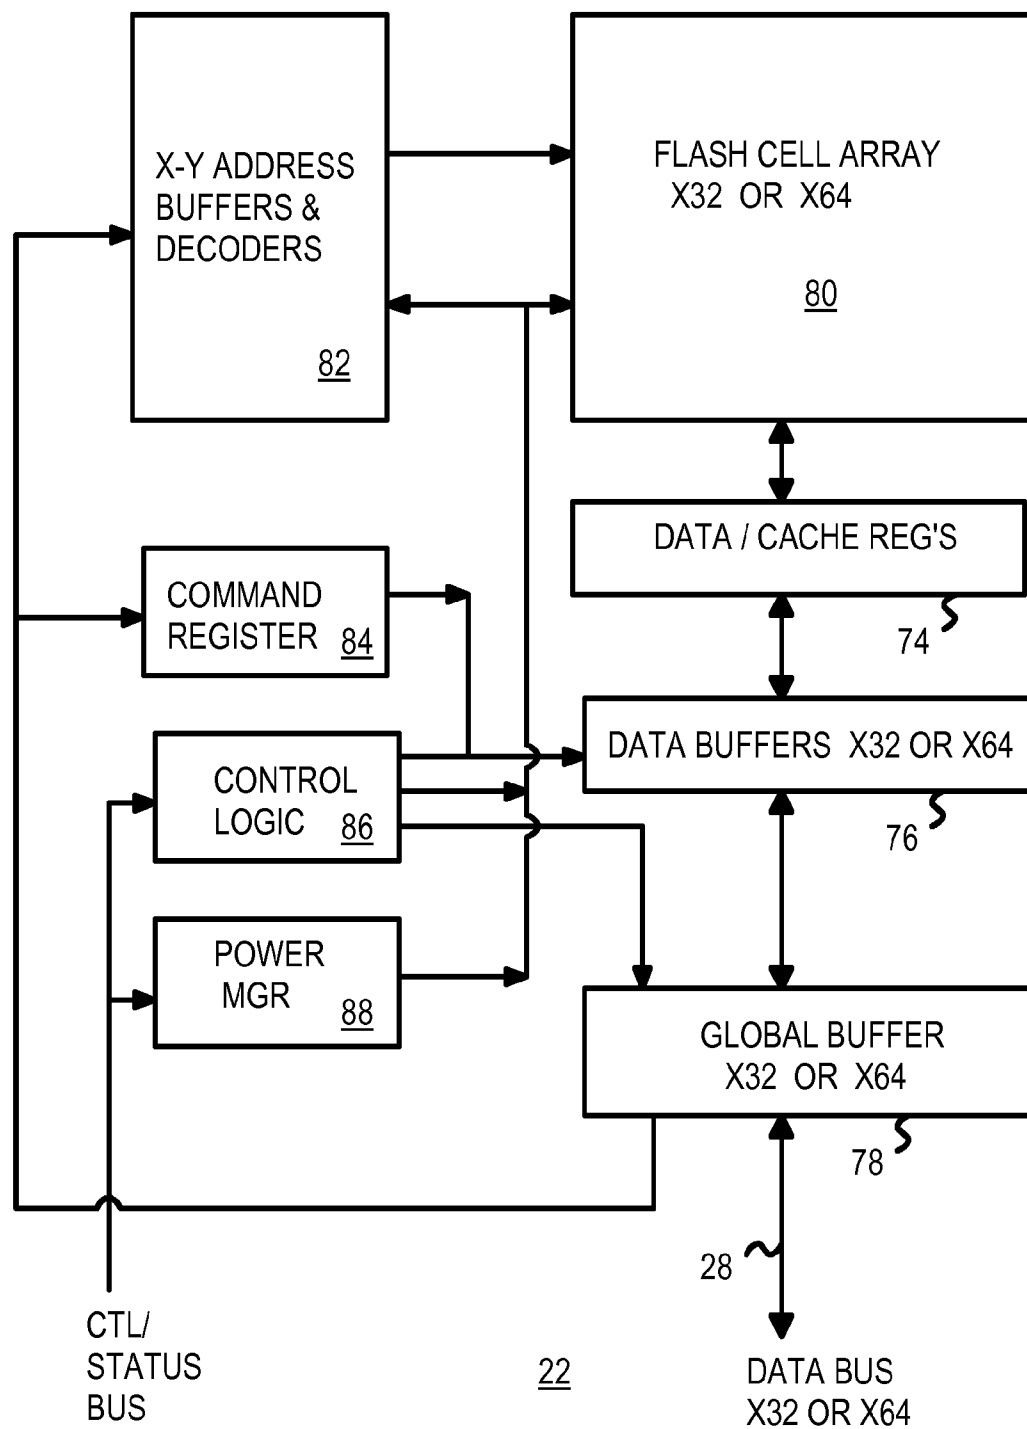 X-Y ADDRESS
BUFFERS &
DECODERS
82
FLASH CELL ARRAY
X32 OR X64
80
DATA / CACHE REG'S
74
COMMAND
REGISTER
84
DATA BUFFERS X32 OR X64
76
CONTROL
LOGIC
86
POWER
MGR
88
GLOBAL BUFFER
X32 OR X64
78
28
CTL/
STATUS
BUS
22
DATA BUS
X32 OR X64